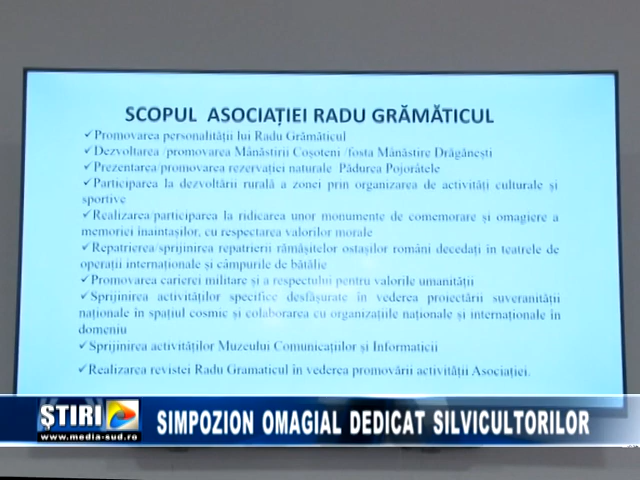 SCOPUL ASOCIAȚIEI RADU GRĂMĂTICUL
✓Promovarea personalității lui Radu Grămăticul
✓Dezvoltarea /promovarea Mânăstirii Coșoteni /fosta Mânăstire Drăgănești
✓Prezentarea/promovarea rezervației naturale Pădurea Pojorâtele
✓Participarea la dezvoltării rurală a zonei prin organizarea de activități culturale și
sportive
✓Realizarea/participarea la ridicarea unor monumente de comemorare și omagiere a
memoriei înaintașilor, cu respectarea valorilor morale
✓Repatrierea/sprijinirea repatrierii rămășitelor ostașilor români decedați in teatrele de
operații internaționale și câmpurile de bătălie
✓Promovarea carierei militare și a respectului pentru valorile umanității
✓Sprijinirea activităților specifice desfășurate în vederea proiectării suveranității
naționale în spațiul cosmic și colaborarea cu organizațiile naționale și internaționale în
domeniu
✓Sprijinirea activităților Muzeului Comunicațiilor și Informaticii
✓Realizarea revistei Radu Gramaticul în vederea promovării activității Asociației.
ȘTIRI
www.media-sud.ro
SIMPOZION OMAGIAL DEDICAT SILVICULTORILOR